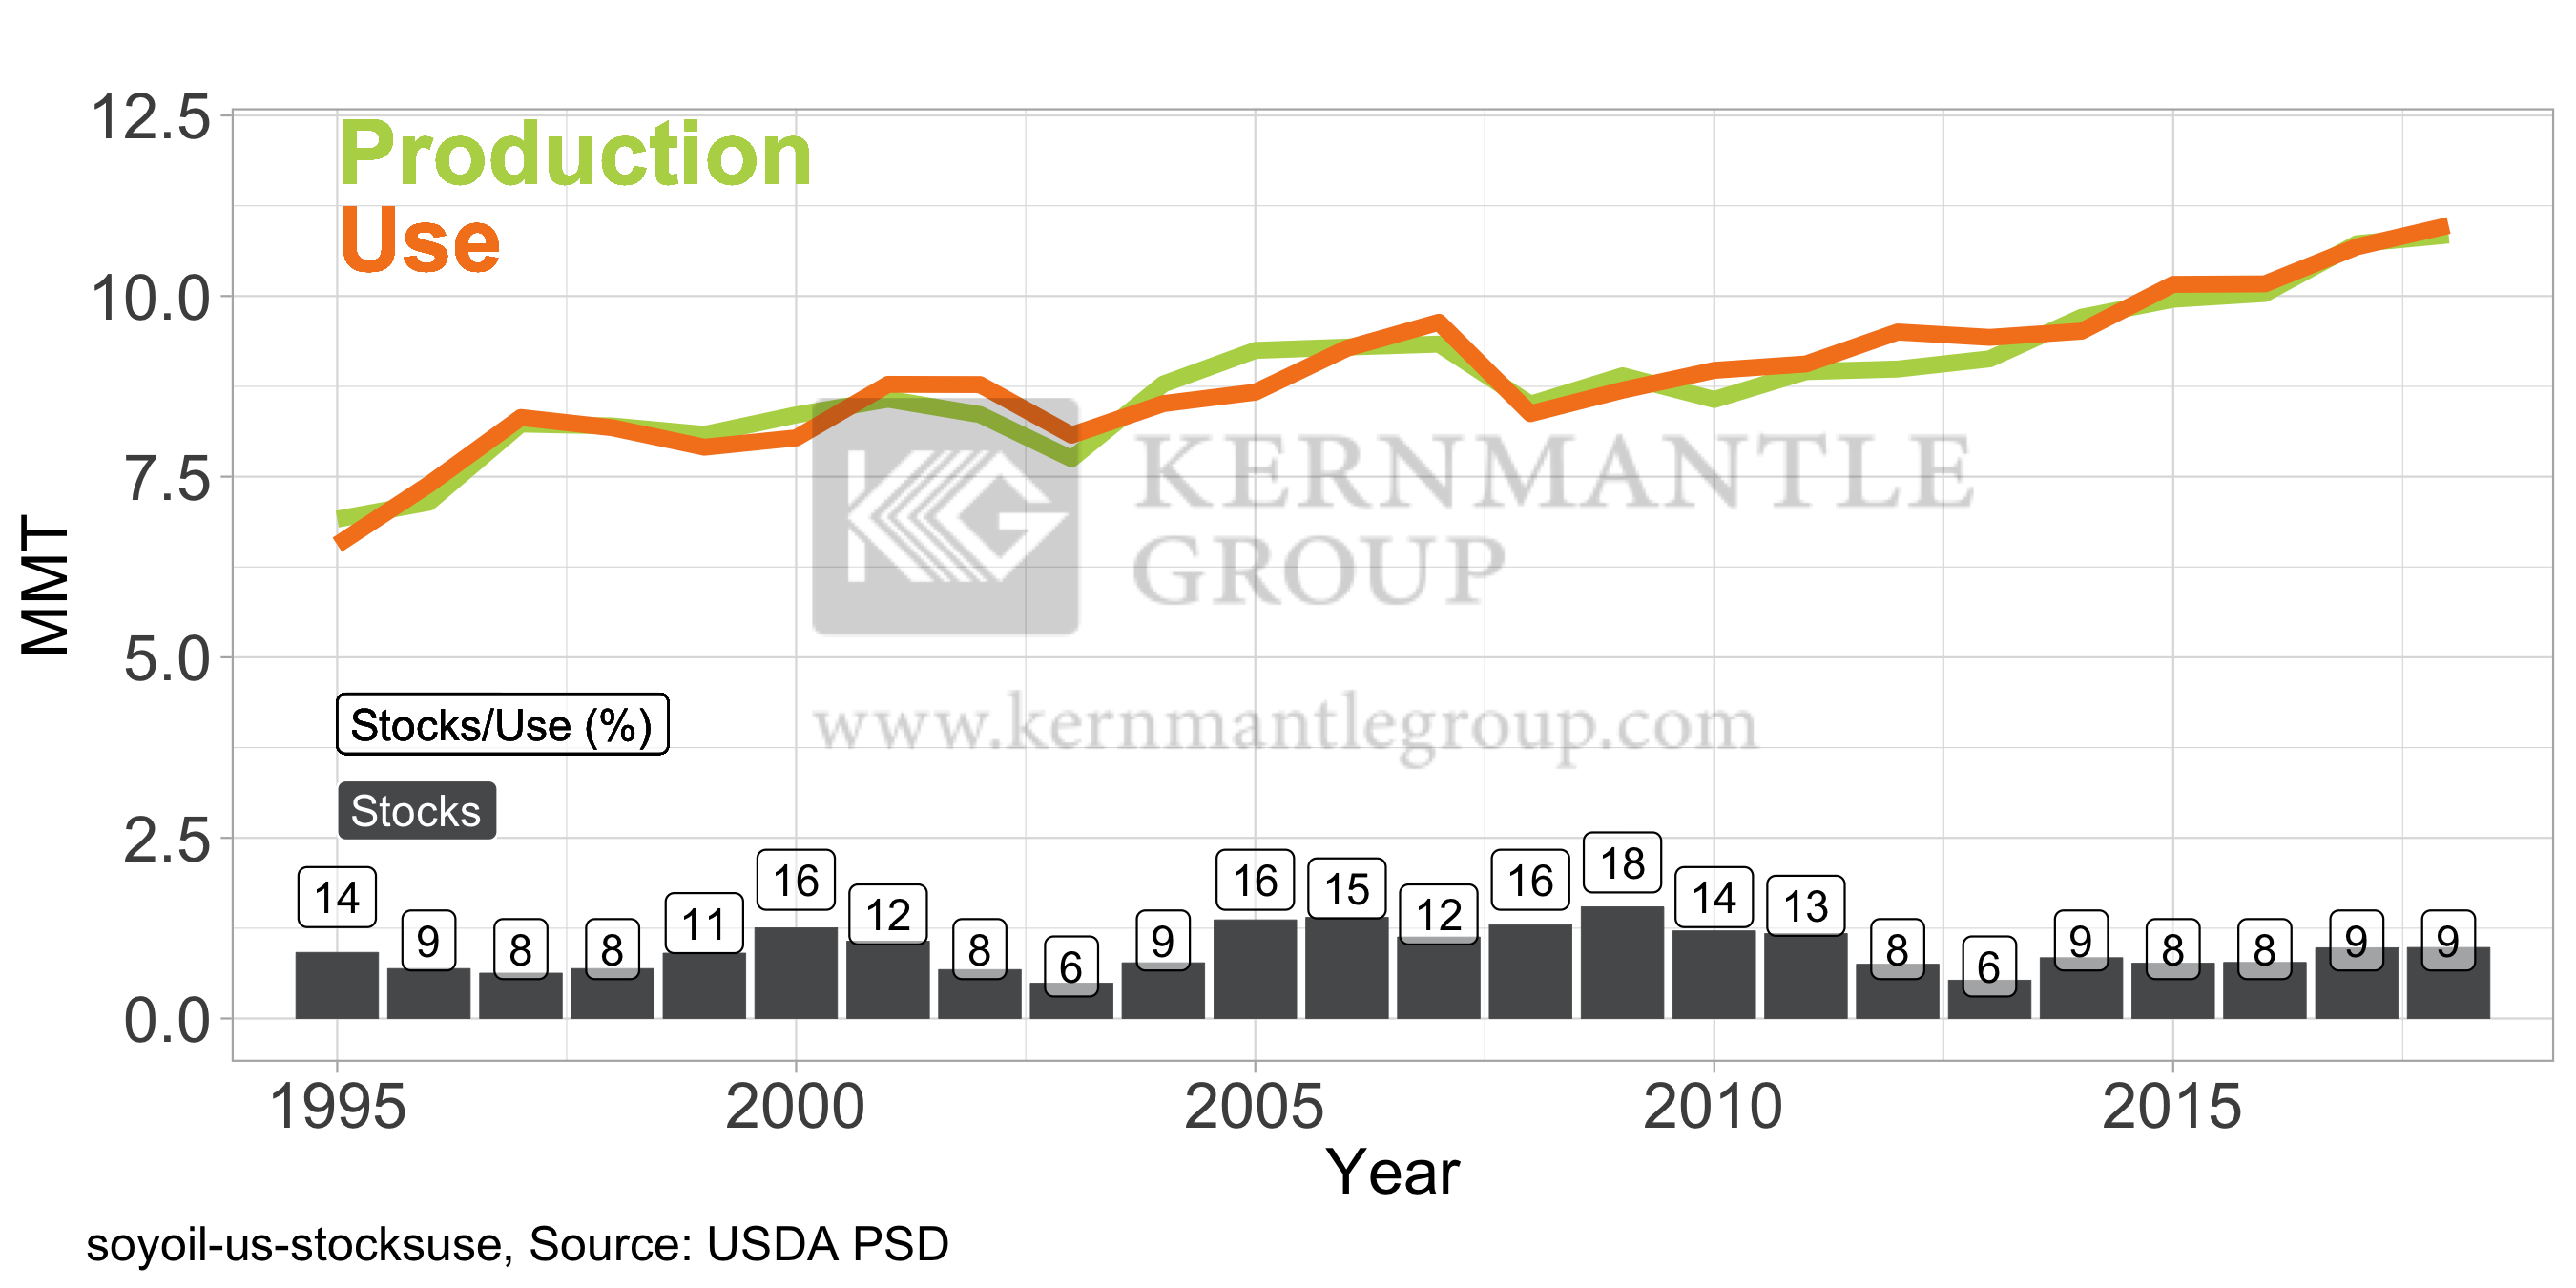 12.5
Production
Use
10.0
7.5
KERNMANTLE
GROUP
MMT
5.0
Stocks/Use (%)
www.kernmantlegroup.com
Stocks
2.5
14 9 8 8 11 16 12 8 6 9 16 15 12 16 18 14 13 8 6 9 8 8 9 9
0.0
1995 2000 2005 2010 2015
Year
soyoil-us-stocksuse, Source: USDA PSD